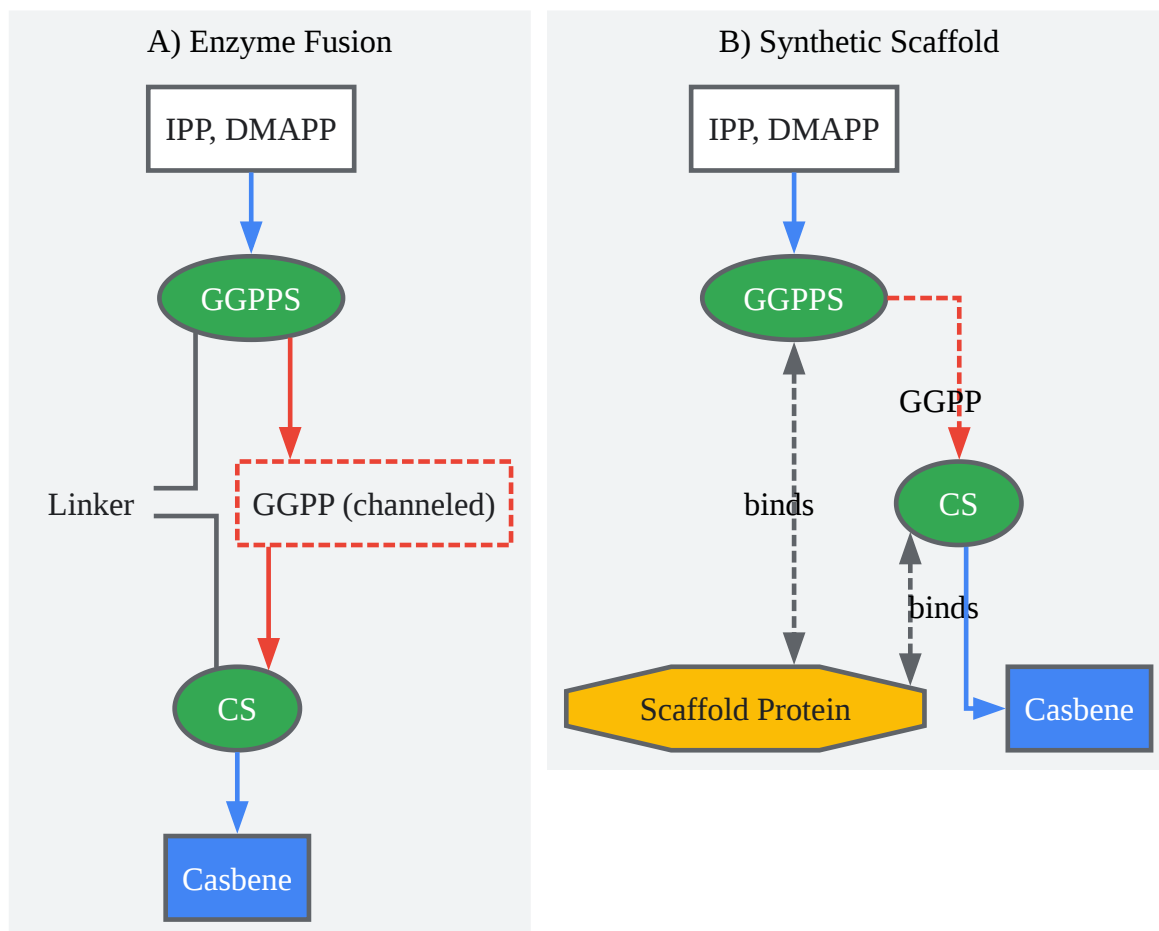 A) Enzyme Fusion
IPP, DMAPP
GGPPS
Linker
GGPP (channeled)
CS
Casbene
B) Synthetic Scaffold
IPP, DMAPP
GGPPS
GGPP
binds
CS
binds
Scaffold Protein
Casbene